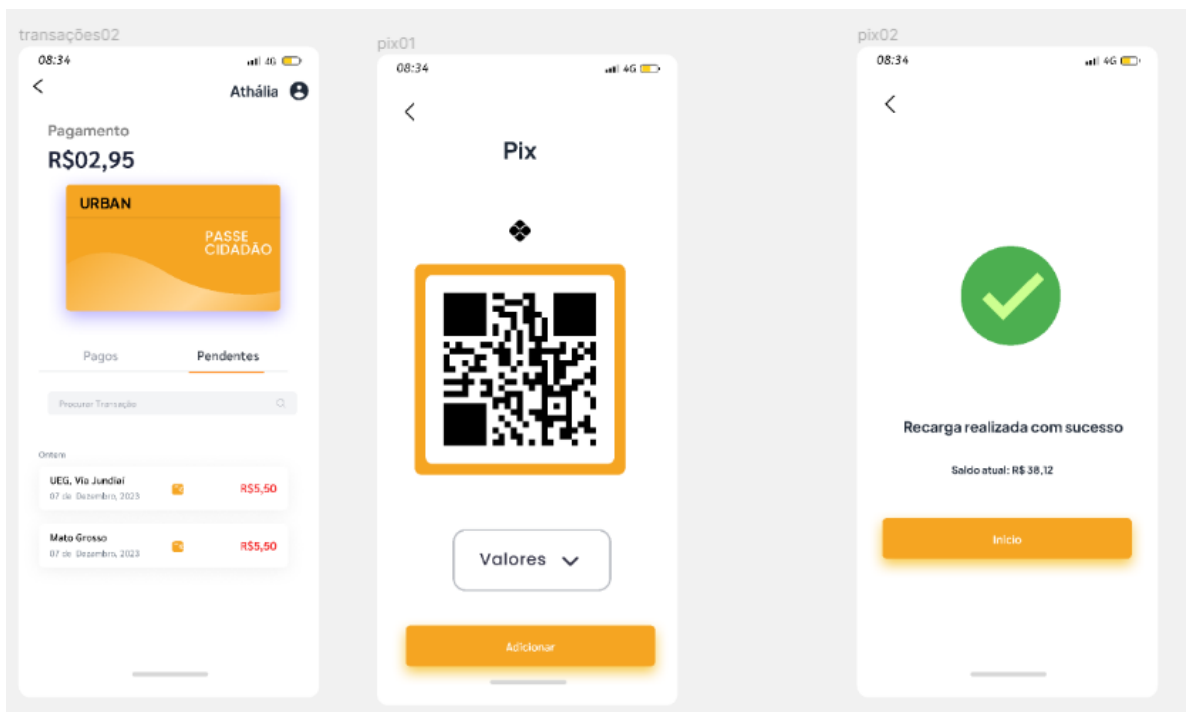 transações02
08:34
4G
Athália
Pagamento
R$02,95
URBAN
PASSE
CIDADÃO
Pagos
Pendentes
Procurar Transação
Ontem
UEG, Via Jundiaí
07 de Dezembro, 2023
R$5,50
Mato Grosso
07 de Dezembro, 2023
R$5,50
pix01
08:34
4G
Pix
Valores
Adicionar
pix02
08:34
4G
Recarga realizada com sucesso
Saldo atual: R$ 38,12
Início